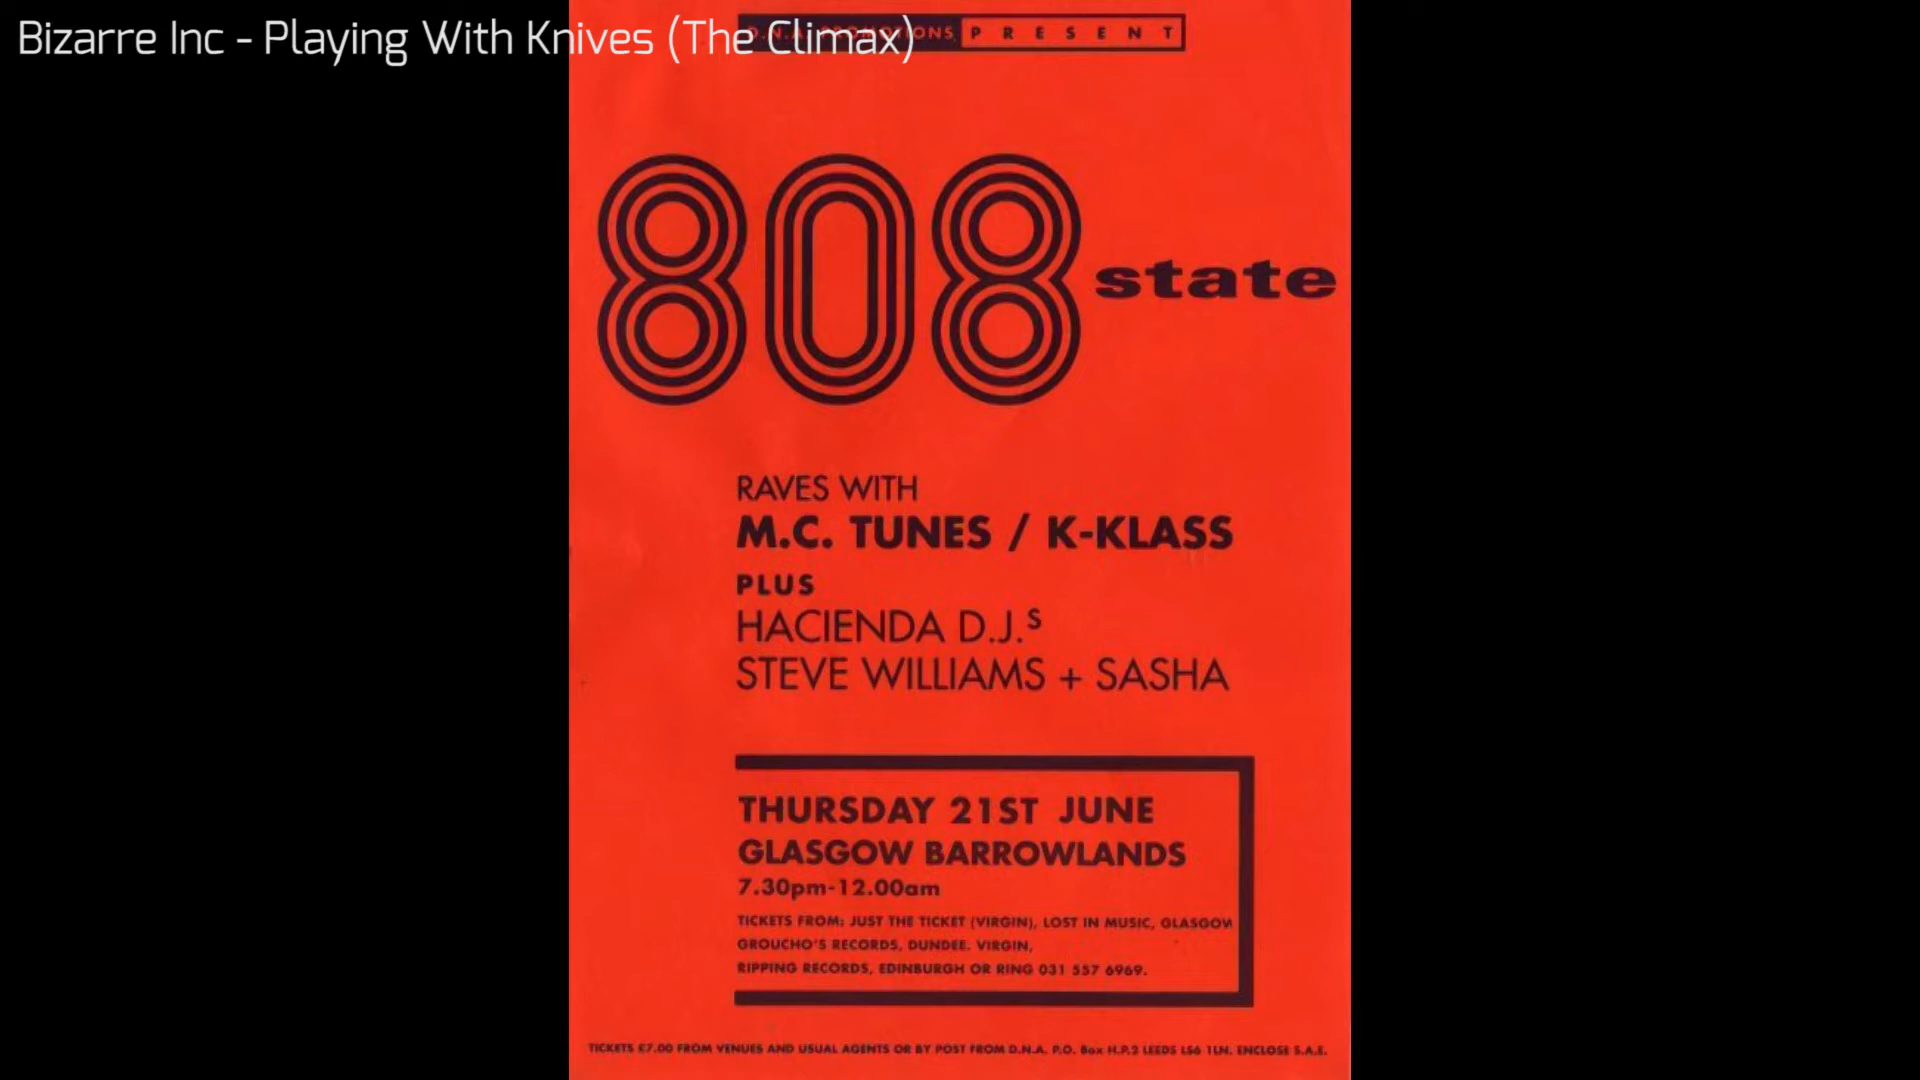 Bizarre Inc - Playing With Knives (The Climax)
D.N.A. PROMOTIONS PRESENT
808 state
RAVES WITH
M.C. TUNES / K-KLASS
PLUS
HACIENDA D.J.s
STEVE WILLIAMS + SASHA
THURSDAY 21ST JUNE
GLASGOW BARROWLANDS
7.30pm-12.00am
TICKETS FROM: JUST THE TICKET (VIRGIN), LOST IN MUSIC, GLASGOW
GROUCHO'S RECORDS, DUNDEE. VIRGIN,
RIPPING RECORDS, EDINBURGH OR RING 031 557 6969.
TICKETS £7.00 FROM VENUES AND USUAL AGENTS OR BY POST FROM D.N.A. P.O. Box H.P.2 LEEDS LS6 1LN. ENCLOSE S.A.E.